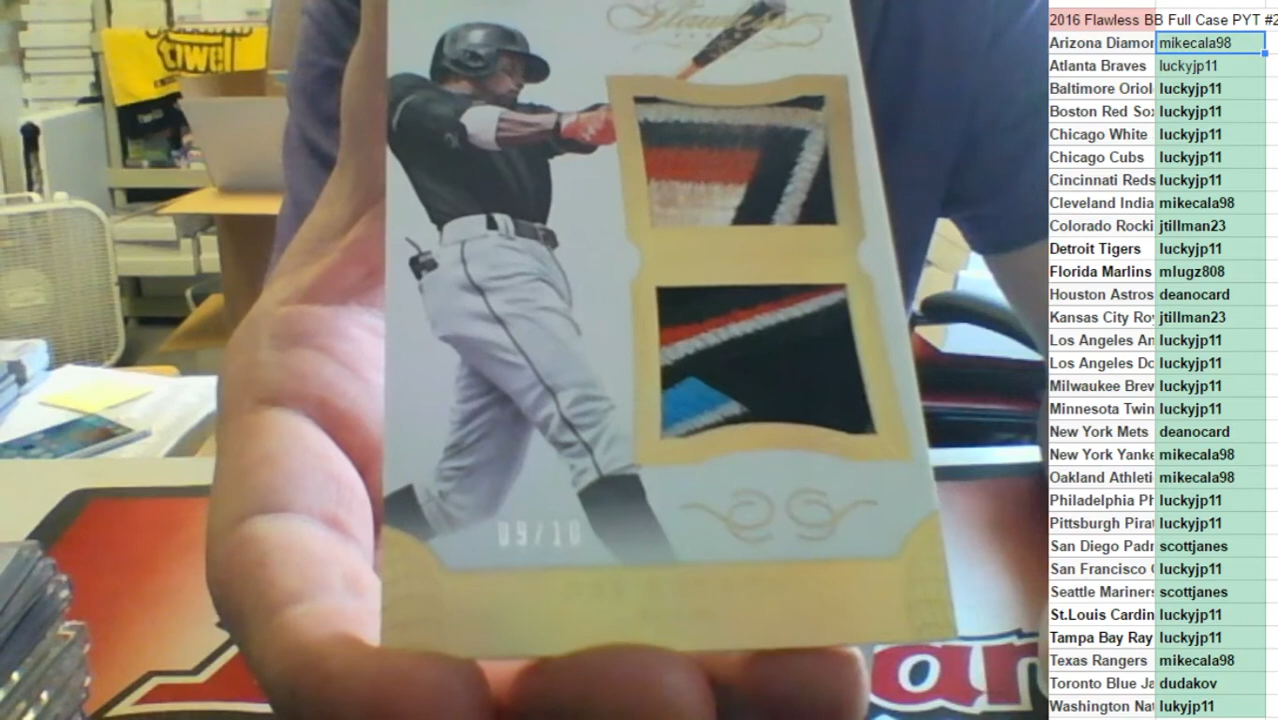 tiwell
Flawless
09/10
an
2016 Flawless BB Full Case PYT #2
Arizona Diamor mikecala98
Atlanta Braves luckyjp11
Baltimore Oriol luckyjp11
Boston Red So luckyjp11
Chicago White luckyjp11
Chicago Cubs luckyjp11
Cincinnati Reds luckyjp11
Cleveland India mikecala98
Colorado Rocki jtillman23
Detroit Tigers luckyjp11
Florida Marlins mlugz808
Houston Astros deanocard
Kansas City Ro jtillman23
Los Angeles An luckyjp11
Los Angeles Do luckyjp11
Milwaukee Brew luckyjp11
Minnesota Twin luckyjp11
New York Mets deanocard
New York Yanke mikecala98
Oakland Athleti mikecala98
Philadelphia Ph luckyjp11
Pittsburgh Pirat luckyjp11
San Diego Padr scottjanes
San Francisco luckyjp11
Seattle Mariners scottjanes
St.Louis Cardin luckyjp11
Tampa Bay Ray luckyjp11
Texas Rangers mikecala98
Toronto Blue Ja dudakov
Washington Nat lukyjp11